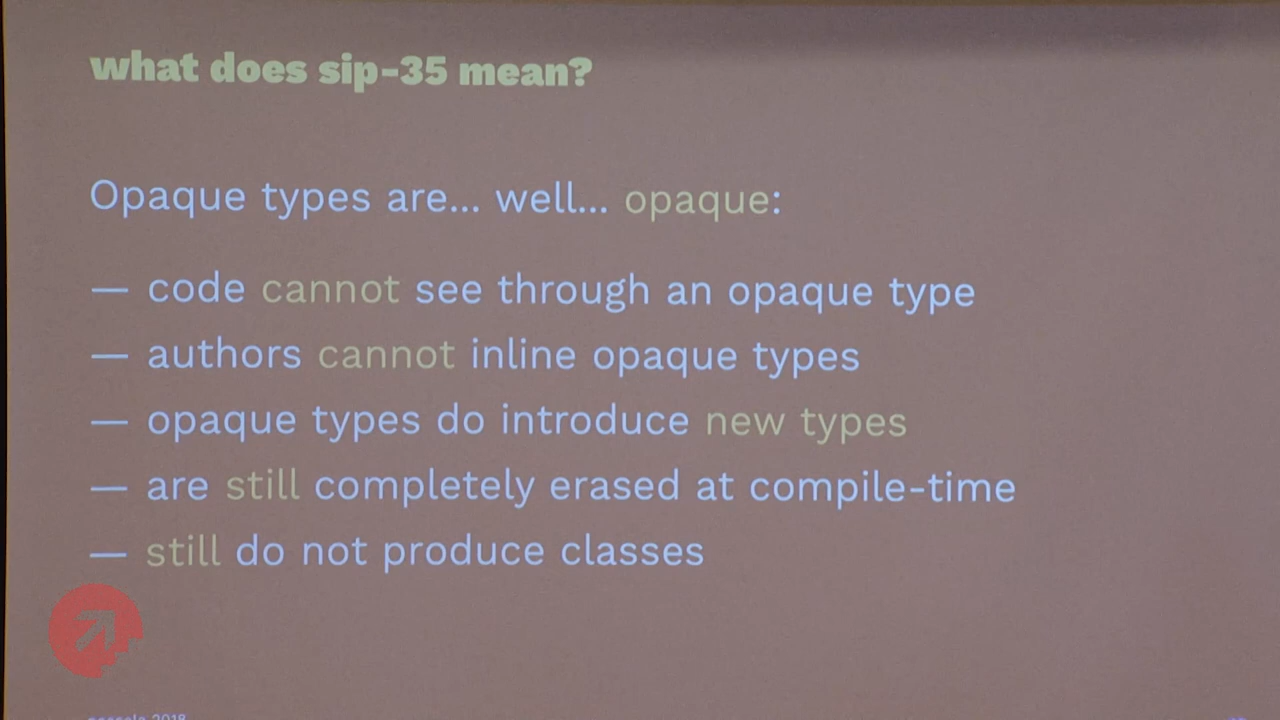 what does sip-35 mean?
Opaque types are... well... opaque:
— code cannot see through an opaque type
— authors cannot inline opaque types
— opaque types do introduce new types
— are still completely erased at compile-time
— still do not produce classes
2018